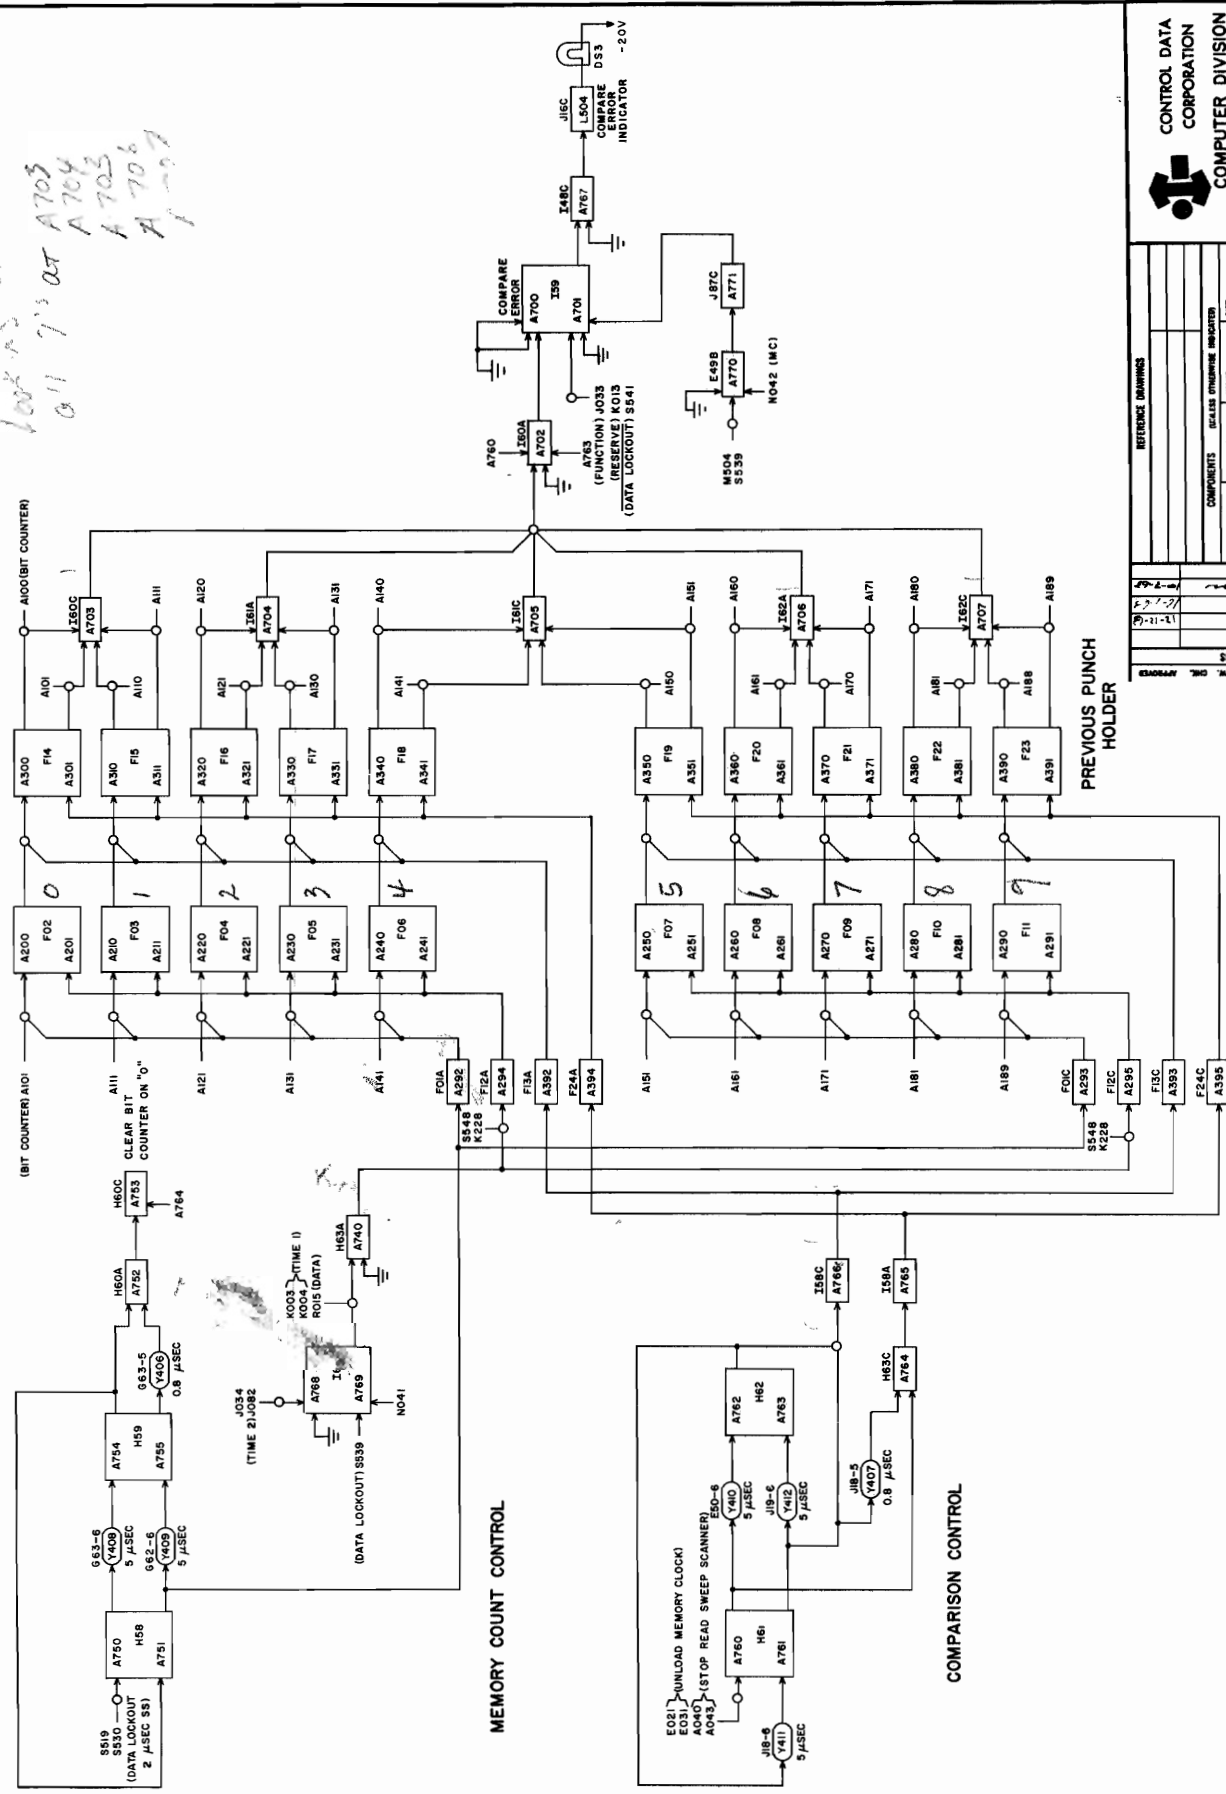 look
all 7's at A703
A704
A 703
A 706
CONTROL DATA
CORPORATION
COMPUTER DIVISION
REFERENCE DRAWINGS
COMPONENTS (UNLESS OTHERWISE INDICATED)
APPROVED
J16C
L504
COMPARE
ERROR
INDICATOR
DS3
-20V
I48C
A767
COMPARE
ERROR
A700
I59
A701
J87C
A771
E49B
A770
NO42 (MC)
M504
S539
A760
I60A
A702
A763
(FUNCTION) J033
(RESERVE) K013
(DATA LOCKOUT) S541
A100 (BIT COUNTER)
I60C
A703
A111
A101
A110
A120
I61A
A704
A131
A121
A130
A140
I61C
A705
A151
A141
A150
A160
I62A
A706
A171
A161
A170
A180
I62C
A707
A189
A181
A188
A300
F14
A301
A310
F15
A311
A320
F16
A321
A330
F17
A331
A340
F18
A341
A350
F19
A351
A360
F20
A361
A370
F21
A371
A380
F22
A381
A390
F23
A391
PREVIOUS PUNCH
HOLDER
0
1
2
3
4
5
6
7
8
9
A200
F02
A201
A210
F03
A211
A220
F04
A221
A230
F05
A231
A240
F06
A241
A250
F07
A251
A260
F08
A261
A270
F09
A271
A280
F10
A281
A290
F11
A291
(BIT COUNTER) A101
A111
A121
A131
A141
A151
A161
A171
A181
A189
F01A
A292
F12A
A294
F13A
A392
F24A
A394
S548
K228
F01C
A293
F12C
A295
F13C
A393
F24C
A395
S548
K228
CLEAR BIT
COUNTER ON "0"
H60C
A753
A764
H60A
A752
G63-5
Y406
0.8 µSEC
A754
H59
A755
G63-6
Y408
5 µSEC
G62-6
Y409
5 µSEC
A750
H58
A751
S519
S530
(DATA LOCKOUT
2 µSEC SS)
H63A
A740
K003
K004 (TIME 1)
R015 (DATA)
A768
A769
N041
J034
(TIME 2) J082
(DATA LOCKOUT) S539
MEMORY COUNT CONTROL
I58C
A766
I58A
A765
H63C
A764
A762
H62
A763
E50-6
Y410
5 µSEC
J19-6
Y412
5 µSEC
J18-5
Y407
0.8 µSEC
A760
H61
A761
E021
E031 (UNLOAD MEMORY CLOCK)
A040
A043 (STOP READ SWEEP SCANNER)
J18-6
Y411
5 µSEC
COMPARISON CONTROL